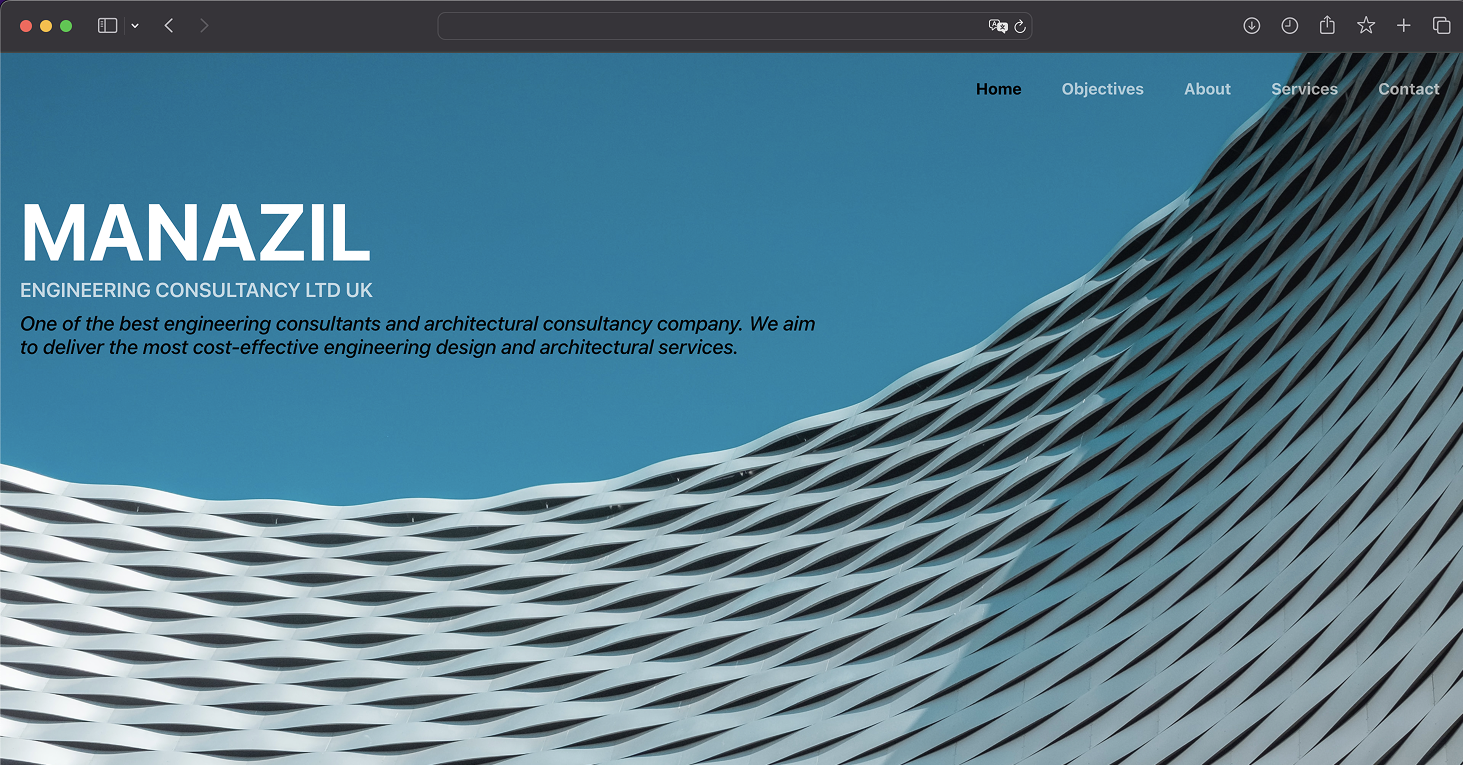 Home Objectives About Services Contact
MANAZIL
ENGINEERING CONSULTANCY LTD UK
One of the best engineering consultants and architectural consultancy company. We aim
to deliver the most cost-effective engineering design and architectural services.